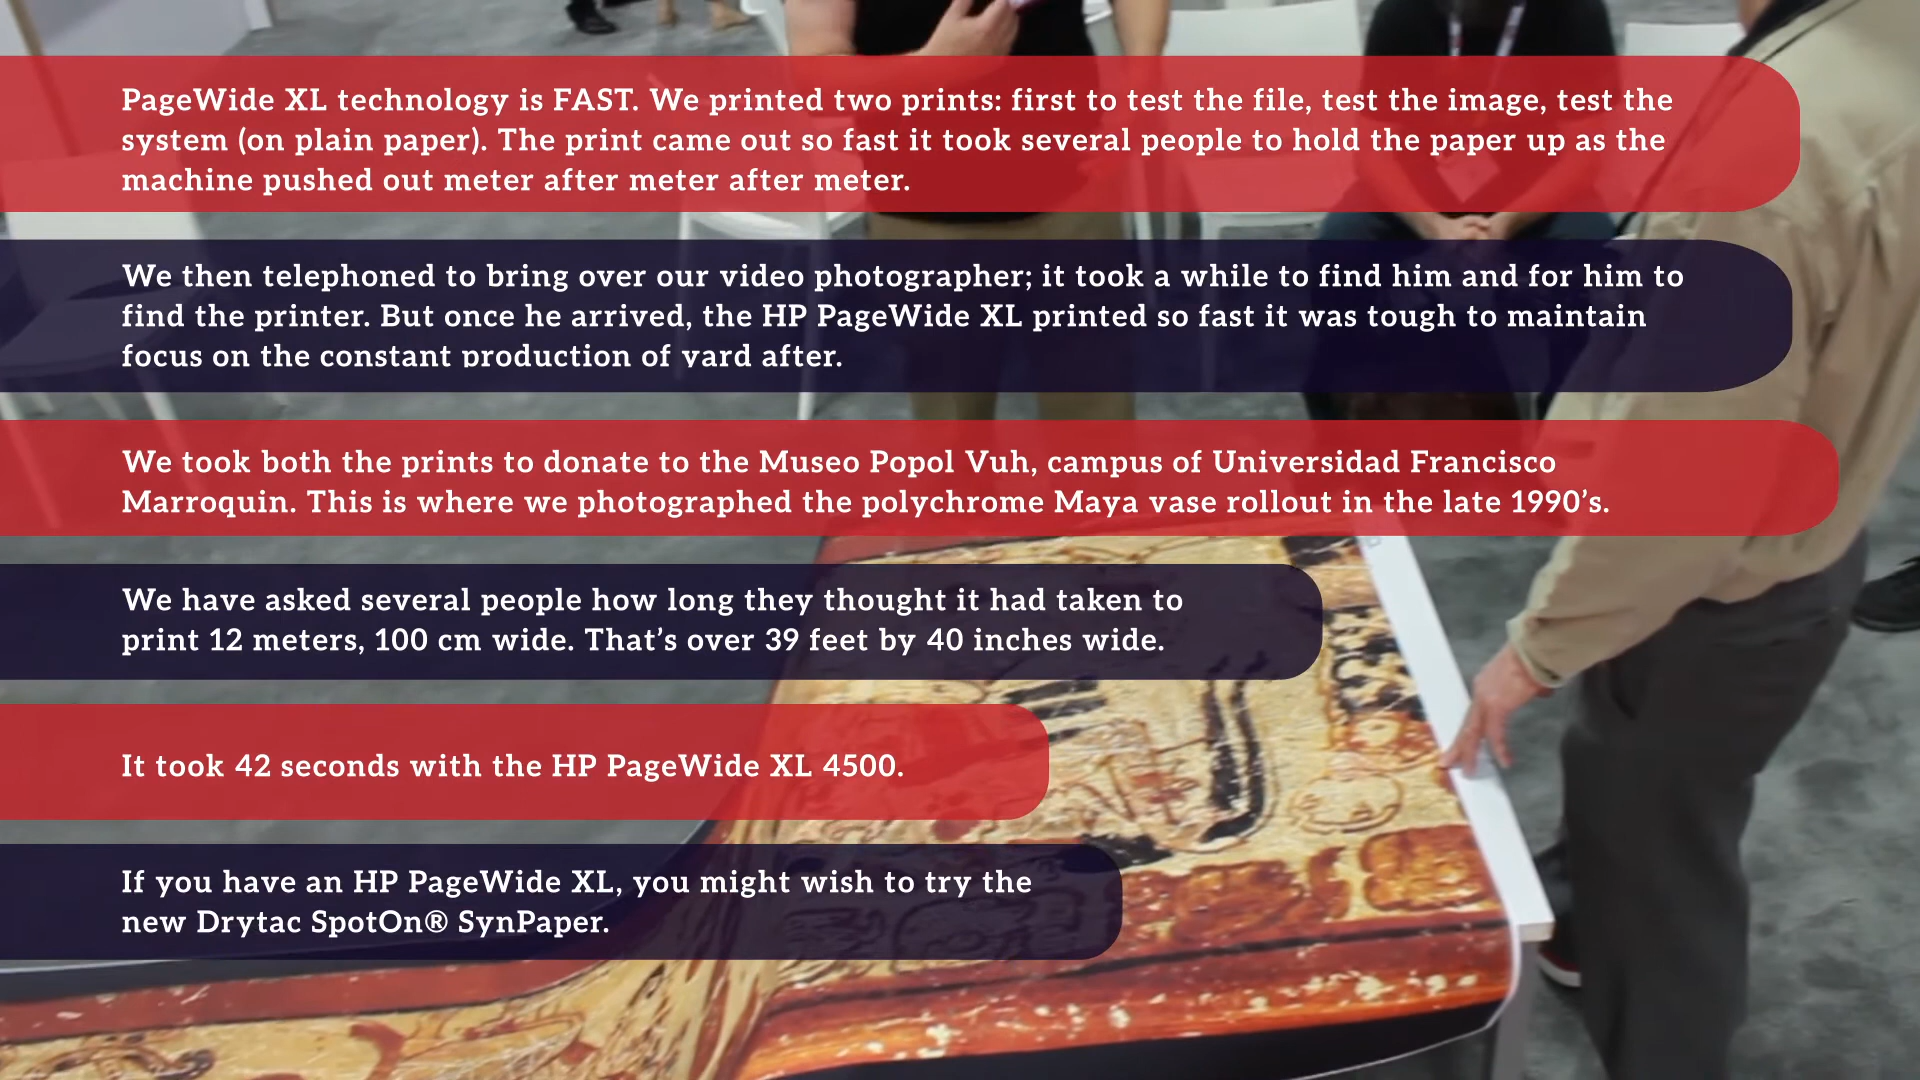 PageWide XL technology is FAST. We printed two prints: first to test the file, test the image, test the
system (on plain paper). The print came out so fast it took several people to hold the paper up as the
machine pushed out meter after meter after meter.
We then telephoned to bring over our video photographer; it took a while to find him and for him to
find the printer. But once he arrived, the HP PageWide XL printed so fast it was tough to maintain
focus on the constant production of yard after.
We took both the prints to donate to the Museo Popol Vuh, campus of Universidad Francisco
Marroquin. This is where we photographed the polychrome Maya vase rollout in the late 1990’s.
We have asked several people how long they thought it had taken to
print 12 meters, 100 cm wide. That’s over 39 feet by 40 inches wide.
It took 42 seconds with the HP PageWide XL 4500.
If you have an HP PageWide XL, you might wish to try the
new Drytac SpotOn® SynPaper.